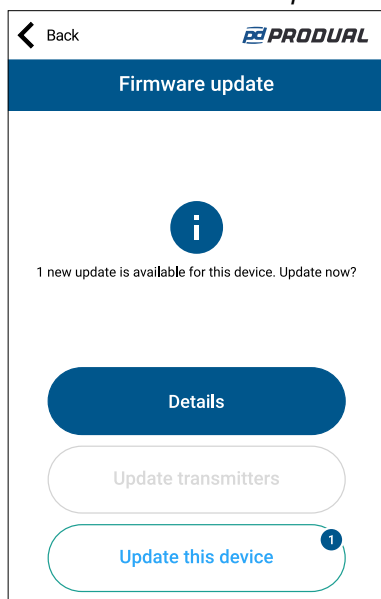 Back
pd PRODUAL
Firmware update
i
1 new update is available for this device. Update now?
Details
Update transmitters
1
Update this device